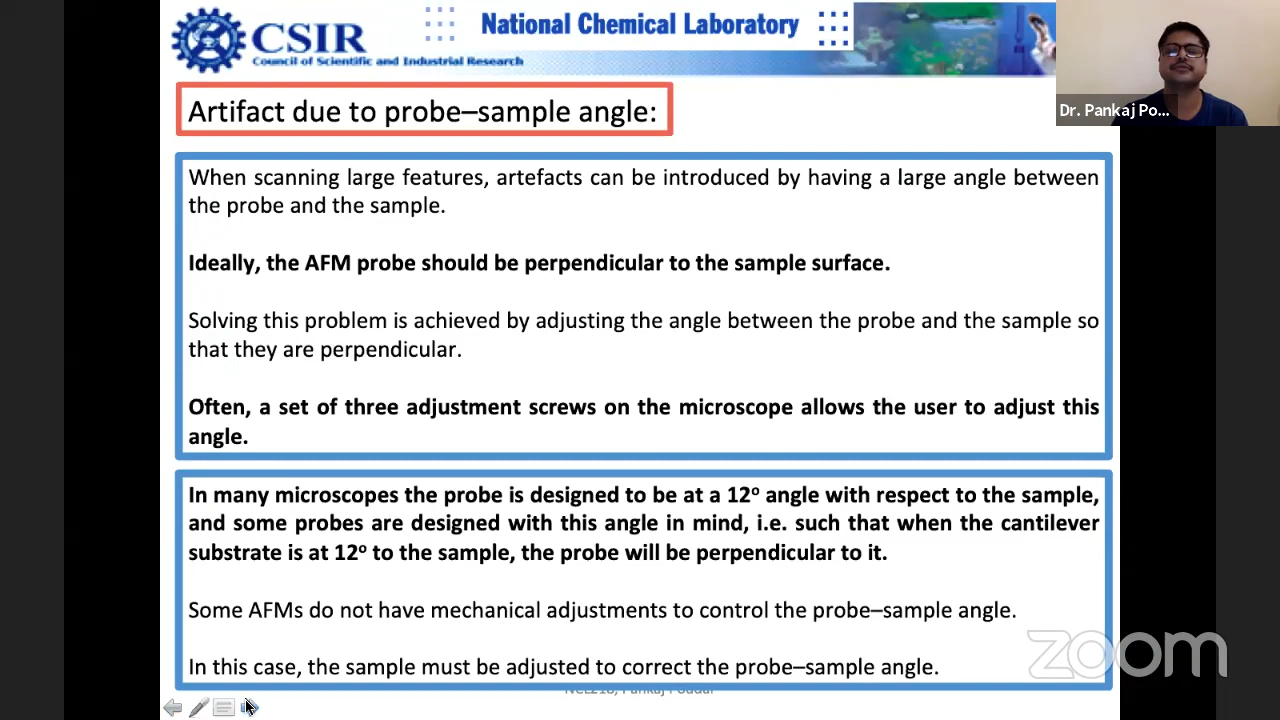 CSIR
Council of Scientific and Industrial Research
National Chemical Laboratory
Dr. Pankaj Po...
Artifact due to probe–sample angle:
When scanning large features, artefacts can be introduced by having a large angle between
the probe and the sample.
Ideally, the AFM probe should be perpendicular to the sample surface.
Solving this problem is achieved by adjusting the angle between the probe and the sample so
that they are perpendicular.
Often, a set of three adjustment screws on the microscope allows the user to adjust this
angle.
In many microscopes the probe is designed to be at a 12º angle with respect to the sample,
and some probes are designed with this angle in mind, i.e. such that when the cantilever
substrate is at 12º to the sample, the probe will be perpendicular to it.
Some AFMs do not have mechanical adjustments to control the probe–sample angle.
In this case, the sample must be adjusted to correct the probe–sample angle.
zoom